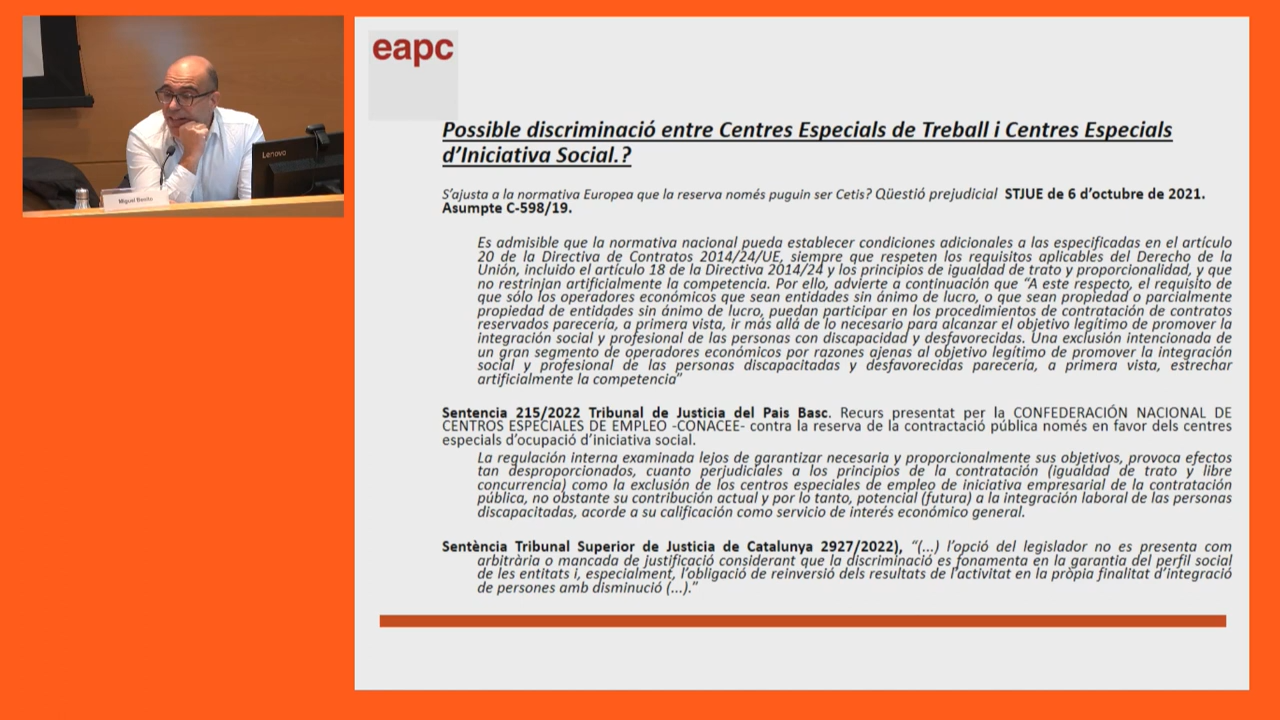 eapc
Possible discriminació entre Centres Especials de Treball i Centres Especials
d'Iniciativa Social.?
S'ajusta a la normativa Europea que la reserva només puguin ser Cetis? Qüestió prejudicial STJUE de 6 d'octubre de 2021.
Asumpte C-598/19.
Es admisible que la normativa nacional pueda establecer condiciones adicionales a las especificadas en el artículo
20 de la Directiva de Contratos 2014/24/UE, siempre que respeten los requisitos aplicables del Derecho de la
Unión, incluido el artículo 18 de la Directiva 2014/24 y los principios de igualdad de trato y proporcionalidad, y que
no restrinjan artificialmente la competencia. Por ello, advierte a continuación que "A este respecto, el requisito de
que sólo los operadores económicos que sean entidades sin ánimo de lucro, o que sean propiedad o parcialmente
propiedad de entidades sin ánimo de lucro, puedan participar en los procedimientos de contratación de contratos
reservados parecería, a primera vista, ir más allá de lo necesario para alcanzar el objetivo legítimo de promover la
integración social y profesional de las personas con discapacidad y desfavorecidas. Una exclusión intencionada de
un gran segmento de operadores económicos por razones ajenas al objetivo legítimo de promover la integración
social y profesional de las personas discapacitadas y desfavorecidas parecería, a primera vista, estrechar
artificialmente la competencia"
Sentencia 215/2022 Tribunal de Justicia del Pais Basc. Recurs presentat per la CONFEDERACIÓN NACIONAL DE
CENTROS ESPECIALES DE EMPLEO -CONACEE- contra la reserva de la contractació pública només en favor dels centres
especials d'ocupació d'iniciativa social.
La regulación interna examinada lejos de garantizar necesaria y proporcionalmente sus objetivos, provoca efectos
tan desproporcionados, cuanto perjudiciales a los principios de la contratación (igualdad de trato y libre
concurrencia) como la exclusión de los centros especiales de empleo de iniciativa empresarial de la contratación
pública, no obstante su contribución actual y por lo tanto, potencial (futura) a la integración laboral de las personas
discapacitadas, acorde a su calificación como servicio de interés económico general.
Sentència Tribunal Superior de Justicia de Catalunya 2927/2022), "(...) l'opció del legislador no es presenta com
arbitrària o mancada de justificació considerant que la discriminació es fonamenta en la garantia del perfil social
de les entitats i, especialment, l'obligació de reinversió dels resultats de l'activitat en la pròpia finalitat d'integració
de persones amb disminució (...)."
Lenovo
Miguel Benito